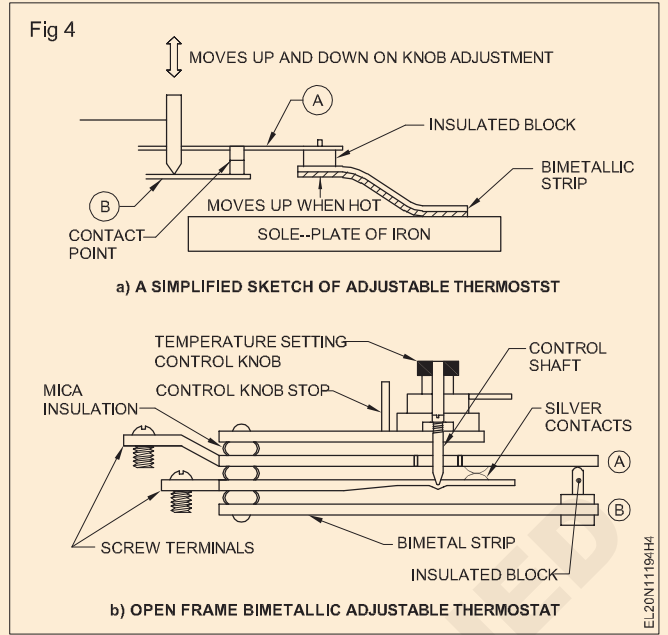 Fig 4
MOVES UP AND DOWN ON KNOB ADJUSTMENT
A
INSULATED BLOCK
BIMETALLIC
STRIP
B
MOVES UP WHEN HOT
CONTACT
POINT
SOLE--PLATE OF IRON
a) A SIMPLIFIED SKETCH OF ADJUSTABLE THERMOSTST
TEMPERATURE SETTING
CONTROL KNOB
CONTROL
SHAFT
MICA
INSULATION
CONTROL KNOB STOP
SILVER
CONTACTS
A
B
SCREW TERMINALS
BIMETAL STRIP
INSULATED BLOCK
b) OPEN FRAME BIMETALLIC ADJUSTABLE THERMOSTAT
EL20N11194H4